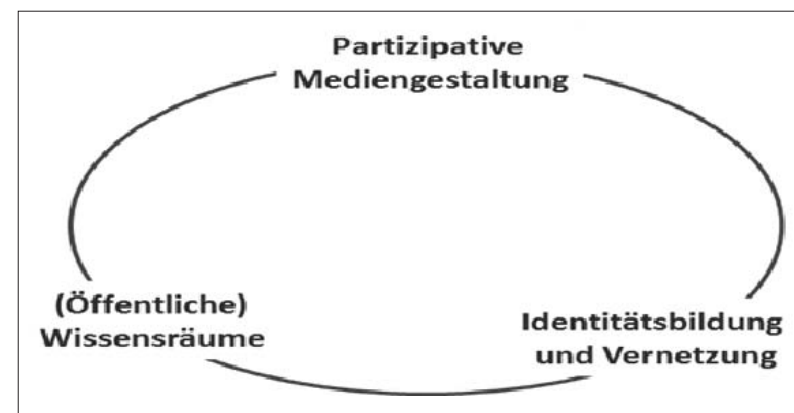 Partizipative
Mediengestaltung
(Öffentliche)
Wissensräume
Identitätsbildung
und Vernetzung